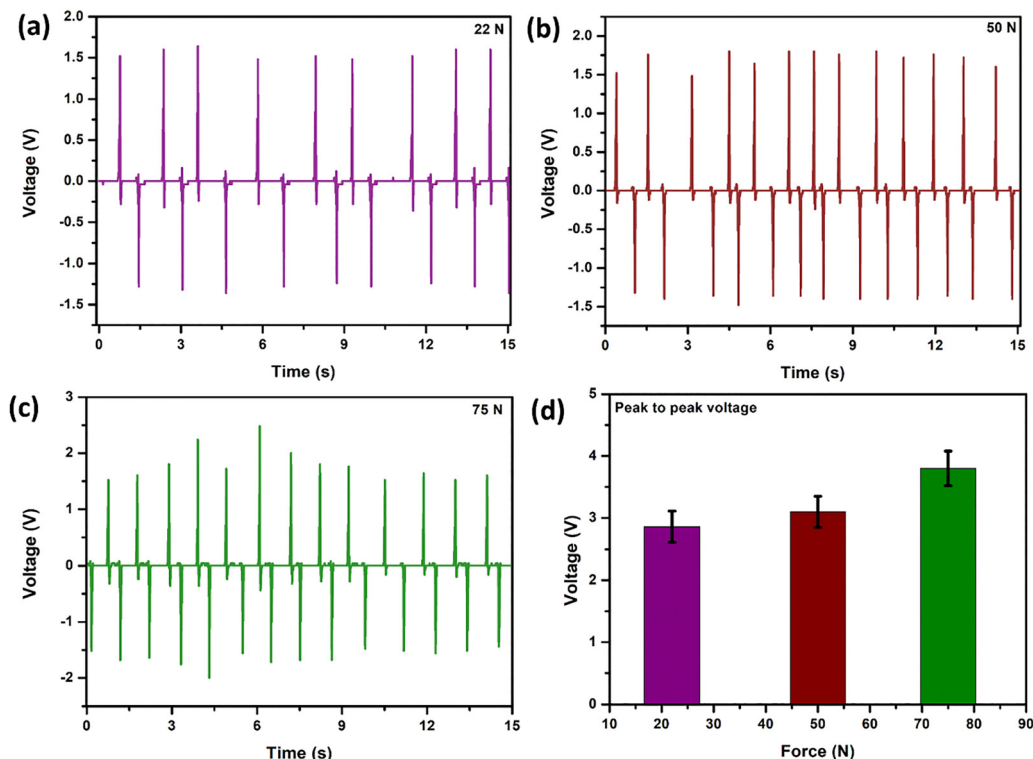 (a)
22 N
2.0
1.5
1.0
0.5
0.0
-0.5
-1.0
-1.5
Voltage (V)
0 3 6 9 12 15
Time (s)
(b)
50 N
2.0
1.5
1.0
0.5
0.0
-0.5
-1.0
-1.5
Voltage (V)
0 3 6 9 12 15
Time (s)
(c)
75 N
3
2
1
0
-1
-2
Voltage (V)
0 3 6 9 12 15
Time (s)
(d)
Peak to peak voltage
5
4
3
2
1
0
Voltage (V)
10 20 30 40 50 60 70 80 90
Force (N)